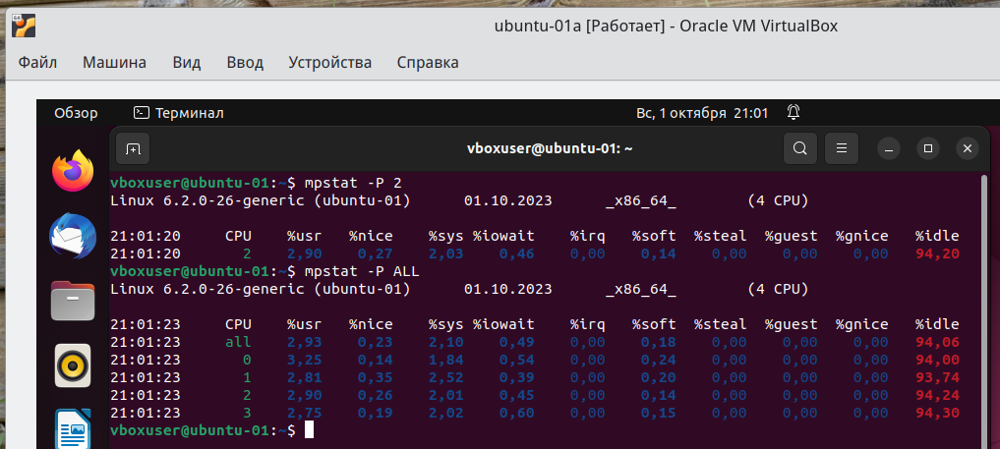 ubuntu-01a [Работает] - Oracle VM VirtualBox
Файл Машина Вид Ввод Устройства Справка
Обзор Терминал Вс, 1 октября 21:01
vboxuser@ubuntu-01: ~
vboxuser@ubuntu-01:~$ mpstat -P 2
Linux 6.2.0-26-generic (ubuntu-01) 01.10.2023 _x86_64_ (4 CPU)
21:01:20 CPU %usr %nice %sys %iowait %irq %soft %steal %guest %gnice %idle
21:01:20 2 2,90 0,27 2,03 0,46 0,00 0,14 0,00 0,00 0,00 94,20
vboxuser@ubuntu-01:~$ mpstat -P ALL
Linux 6.2.0-26-generic (ubuntu-01) 01.10.2023 _x86_64_ (4 CPU)
21:01:23 CPU %usr %nice %sys %iowait %irq %soft %steal %guest %gnice %idle
21:01:23 all 2,93 0,23 2,10 0,49 0,00 0,18 0,00 0,00 0,00 94,06
21:01:23 0 3,25 0,14 1,84 0,54 0,00 0,24 0,00 0,00 0,00 94,00
21:01:23 1 2,81 0,35 2,52 0,39 0,00 0,20 0,00 0,00 0,00 93,74
21:01:23 2 2,90 0,26 2,01 0,45 0,00 0,14 0,00 0,00 0,00 94,24
21:01:23 3 2,75 0,19 2,02 0,60 0,00 0,15 0,00 0,00 0,00 94,30
vboxuser@ubuntu-01:~$